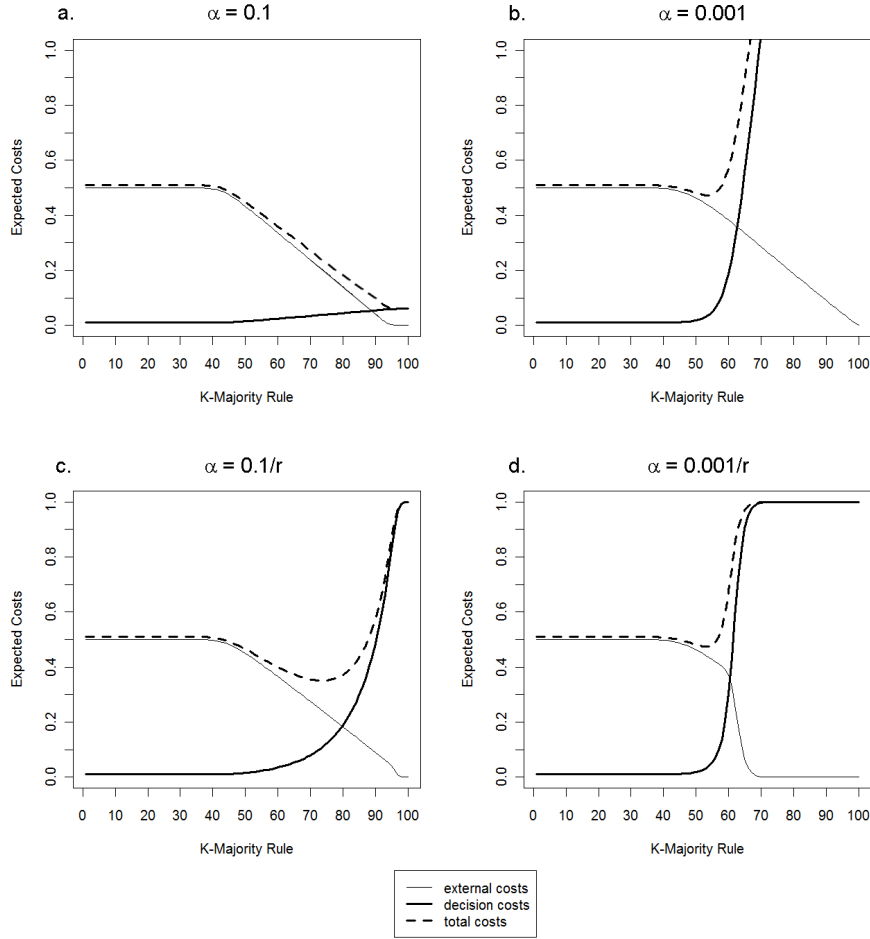 a.
α = 0.1
Expected Costs
0.0 0.2 0.4 0.6 0.8 1.0
0 10 20 30 40 50 60 70 80 90 100
K-Majority Rule
b.
α = 0.001
Expected Costs
0.0 0.2 0.4 0.6 0.8 1.0
0 10 20 30 40 50 60 70 80 90 100
K-Majority Rule
c.
α = 0.1/r
Expected Costs
0.0 0.2 0.4 0.6 0.8 1.0
0 10 20 30 40 50 60 70 80 90 100
K-Majority Rule
d.
α = 0.001/r
Expected Costs
0.0 0.2 0.4 0.6 0.8 1.0
0 10 20 30 40 50 60 70 80 90 100
K-Majority Rule
external costs
decision costs
total costs